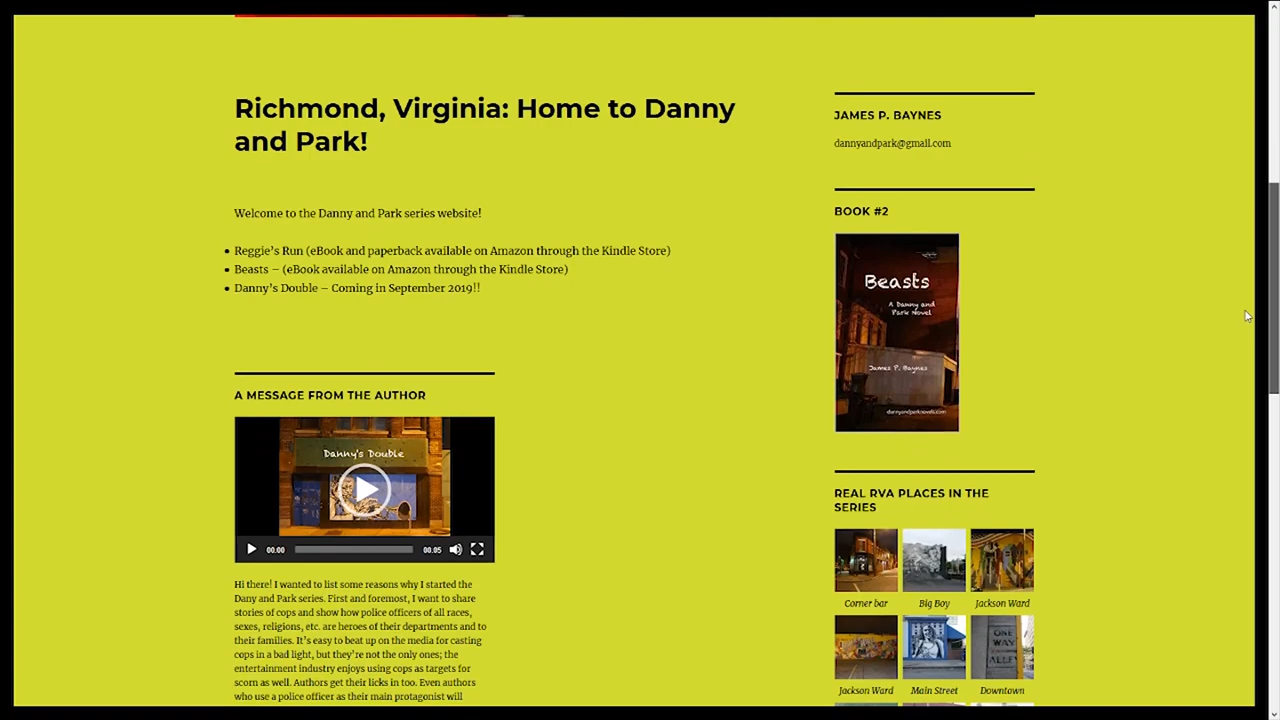 Richmond, Virginia: Home to Danny
and Park!
Welcome to the Danny and Park series website!
Reggie's Run (eBook and paperback available on Amazon through the Kindle Store)
Beasts – (eBook available on Amazon through the Kindle Store)
Danny's Double – Coming in September 2019!!
A MESSAGE FROM THE AUTHOR
Danny's Double
00:00
00:05
Hi there! I wanted to list some reasons why I started the
Dany and Park series. First and foremost, I want to share
stories of cops and show how police officers of all races,
sexes, religions, etc. are heroes of their departments and to
their families. It's easy to beat up on the media for casting
cops in a bad light, but they're not the only ones; the
entertainment industry enjoys using cops as targets for
scorn as well. Authors get their licks in too. Even authors
who use a police officer as their main protagonist will
JAMES P. BAYNES
dannyandpark@gmail.com
BOOK #2
Beasts
A Danny and
Park Novel
James P. Baynes
dannyandparknovels.com
REAL RVA PLACES IN THE
SERIES
Corner bar
Big Boy
Jackson Ward
ONE
WAY
ALLEY
Jackson Ward
Main Street
Downtown